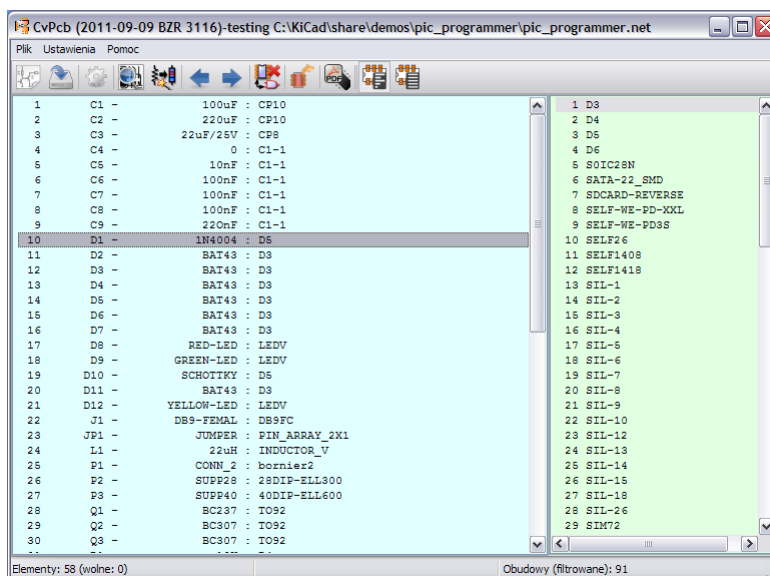 CvPcb (2011-09-09 BZR 3116)-testing C:\KiCad\share\demos\pic_programmer\pic_programmer.net
Plik Ustawienia Pomoc
PDF
1 C1 - 100uF : CP10
2 C2 - 220uF : CP10
3 C3 - 22uF/25V : CP8
4 C4 - 0 : C1-1
5 C5 - 10nF : C1-1
6 C6 - 100nF : C1-1
7 C7 - 100nF : C1-1
8 C8 - 100nF : C1-1
9 C9 - 220nF : C1-1
10 D1 - 1N4004 : D5
11 D2 - BAT43 : D3
12 D3 - BAT43 : D3
13 D4 - BAT43 : D3
14 D5 - BAT43 : D3
15 D6 - BAT43 : D3
16 D7 - BAT43 : D3
17 D8 - RED-LED : LEDV
18 D9 - GREEN-LED : LEDV
19 D10 - SCHOTTKY : D5
20 D11 - BAT43 : D3
21 D12 - YELLOW-LED : LEDV
22 J1 - DB9-FEMAL : DB9FC
23 JP1 - JUMPER : PIN_ARRAY_2X1
24 L1 - 22uH : INDUCTOR_V
25 P1 - CONN_2 : bornier2
26 P2 - SUPP28 : 28DIP-ELL300
27 P3 - SUPP40 : 40DIP-ELL600
28 Q1 - BC237 : TO92
29 Q2 - BC307 : TO92
30 Q3 - BC307 : TO92
1 D3
2 D4
3 D5
4 D6
5 SOIC28N
6 SATA-22_SMD
7 SDCARD-REVERSE
8 SELF-WE-PD-XXL
9 SELF-WE-PD3S
10 SELF26
11 SELF1408
12 SELF1418
13 SIL-1
14 SIL-2
15 SIL-3
16 SIL-4
17 SIL-5
18 SIL-6
19 SIL-7
20 SIL-8
21 SIL-9
22 SIL-10
23 SIL-12
24 SIL-13
25 SIL-14
26 SIL-15
27 SIL-18
28 SIL-26
29 SIM72
Elementy: 58 (wolne: 0)
Obudowy (filtrowane): 91